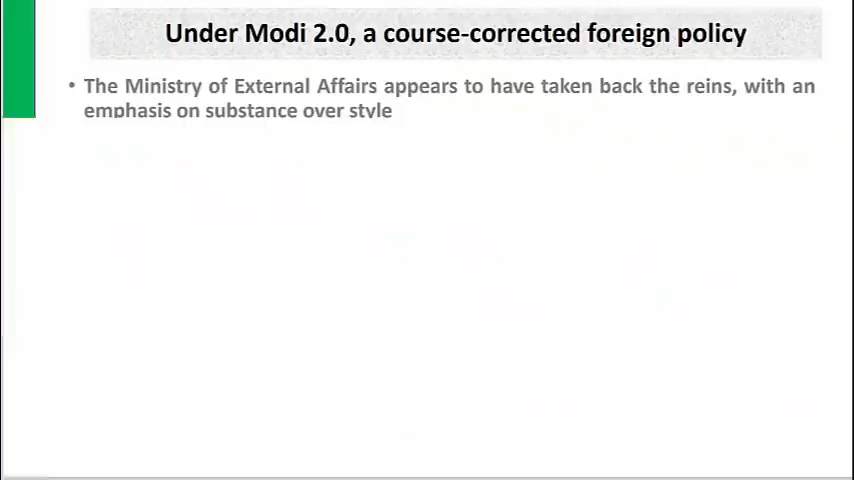 Under Modi 2.0, a course-corrected foreign policy
• The Ministry of External Affairs appears to have taken back the reins, with an
emphasis on substance over style